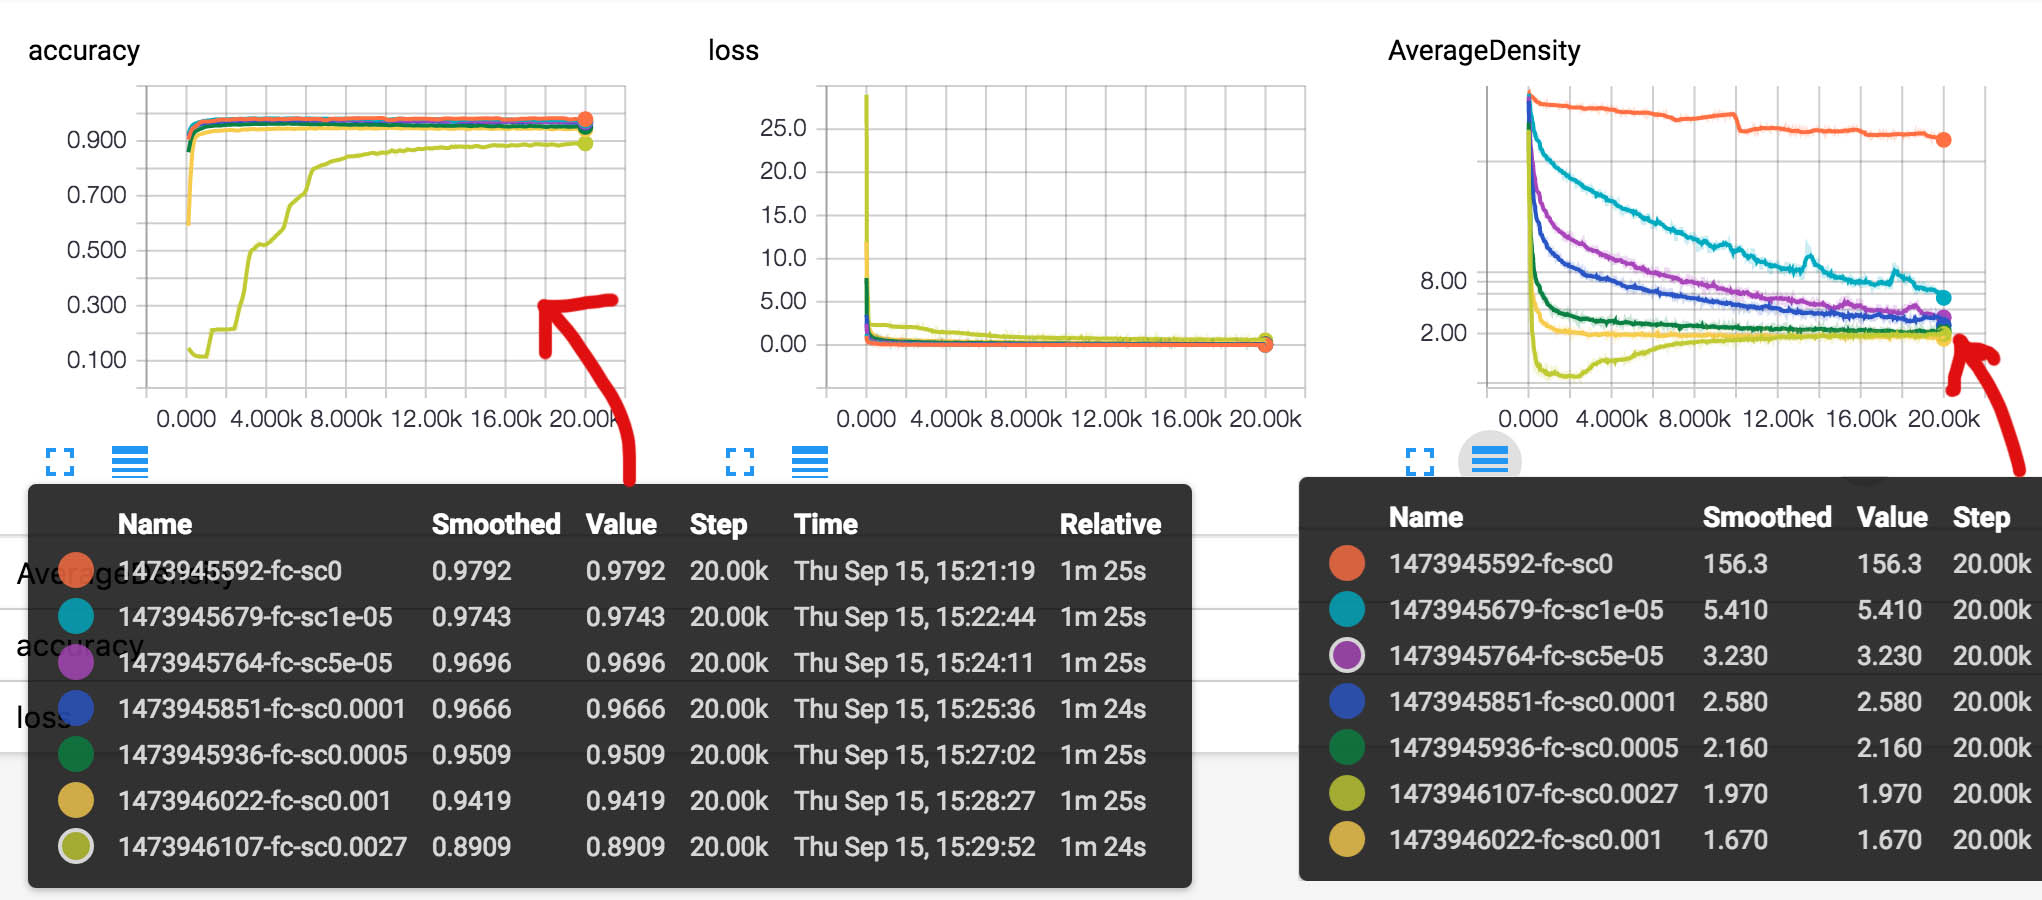 accuracy
loss
AverageDensity
0.900
0.700
0.500
0.300
0.100
0.000 4.000k 8.000k 12.00k 16.00k 20.00k
25.0
20.0
15.0
10.0
5.00
0.00
0.000 4.000k 8.000k 12.00k 16.00k 20.00k
8.00
2.00
0.000 4.000k 8.000k 12.00k 16.00k 20.00k
AverageDensity
accuracy
loss
Name Smoothed Value Step Time Relative
1473945592-fc-sc0 0.9792 0.9792 20.00k Thu Sep 15, 15:21:19 1m 25s
1473945679-fc-sc1e-05 0.9743 0.9743 20.00k Thu Sep 15, 15:22:44 1m 25s
1473945764-fc-sc5e-05 0.9696 0.9696 20.00k Thu Sep 15, 15:24:11 1m 25s
1473945851-fc-sc0.0001 0.9666 0.9666 20.00k Thu Sep 15, 15:25:36 1m 24s
1473945936-fc-sc0.0005 0.9509 0.9509 20.00k Thu Sep 15, 15:27:02 1m 25s
1473946022-fc-sc0.001 0.9419 0.9419 20.00k Thu Sep 15, 15:28:27 1m 25s
1473946107-fc-sc0.0027 0.8909 0.8909 20.00k Thu Sep 15, 15:29:52 1m 24s
Name Smoothed Value Step
1473945592-fc-sc0 156.3 156.3 20.00k
1473945679-fc-sc1e-05 5.410 5.410 20.00k
1473945764-fc-sc5e-05 3.230 3.230 20.00k
1473945851-fc-sc0.0001 2.580 2.580 20.00k
1473945936-fc-sc0.0005 2.160 2.160 20.00k
1473946107-fc-sc0.0027 1.970 1.970 20.00k
1473946022-fc-sc0.001 1.670 1.670 20.00k